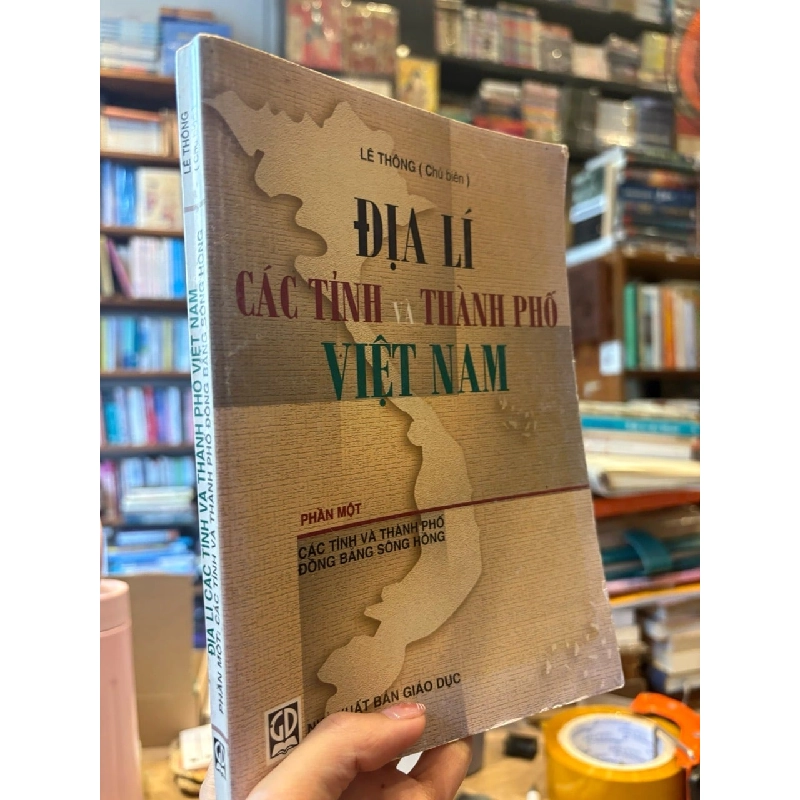 LÊ THÔNG ( Chủ biên )
ĐỊA LÍ
CÁC TỈNH VÀ THÀNH PHỐ
VIỆT NAM
PHẦN MỘT
CÁC TỈNH VÀ THÀNH PHỐ
ĐỒNG BẰNG SÔNG HỒNG
XUẤT BẢN GIÁO DỤC
GD
LÊ THÔNG
ĐỊA LÍ CÁC TỈNH VÀ THÀNH PHỐ VIỆT NAM
PHẦN MỘT: CÁC TỈNH VÀ THÀNH PHỐ ĐỒNG BẰNG SÔNG HỒNG